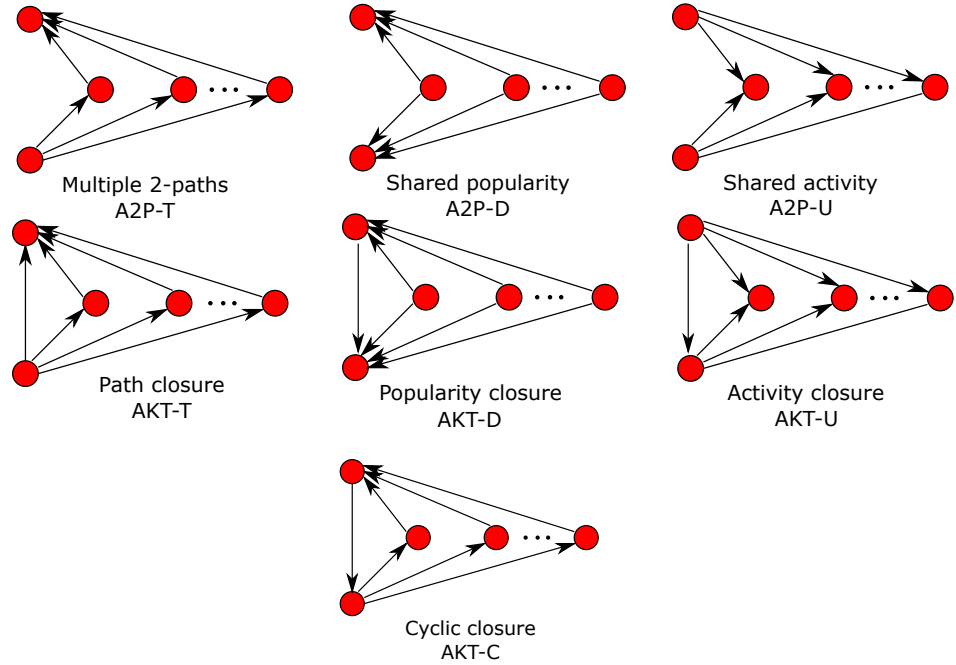 Multiple 2-paths
A2P-T
Shared popularity
A2P-D
Shared activity
A2P-U
Path closure
AKT-T
Popularity closure
AKT-D
Activity closure
AKT-U
Cyclic closure
AKT-C